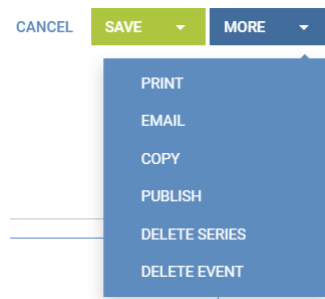 CANCEL SAVE MORE
PRINT
EMAIL
COPY
PUBLISH
DELETE SERIES
DELETE EVENT